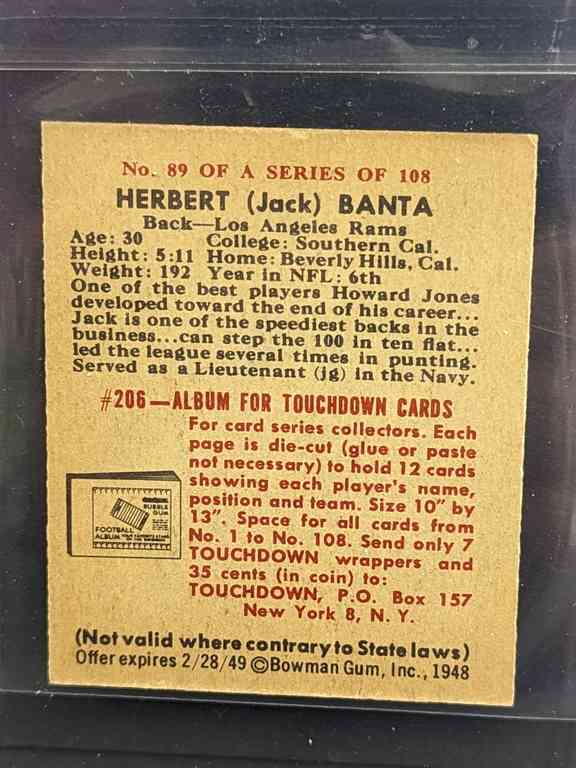 No. 89 OF A SERIES OF 108
HERBERT (Jack) BANTA
Back—Los Angeles Rams
Age: 30 College: Southern Cal.
Height: 5:11 Home: Beverly Hills, Cal.
Weight: 192 Year in NFL: 6th
One of the best players Howard Jones
developed toward the end of his career...
Jack is one of the speediest backs in the
business...can step the 100 in ten flat...
led the league several times in punting.
Served as a Lieutenant (jg) in the Navy.
#206—ALBUM FOR TOUCHDOWN CARDS
For card series collectors. Each
page is die-cut (glue or paste
not necessary) to hold 12 cards
showing each player's name,
position and team. Size 10" by
13". Space for all cards from
No. 1 to No. 108. Send only 7
TOUCHDOWN wrappers and
35 cents (in coin) to:
TOUCHDOWN, P.O. Box 157
New York 8, N. Y.
BUBBLE
GUM
FOOTBALL
ALBUM
(Not valid where contrary to State laws)
Offer expires 2/28/49 ©Bowman Gum, Inc., 1948